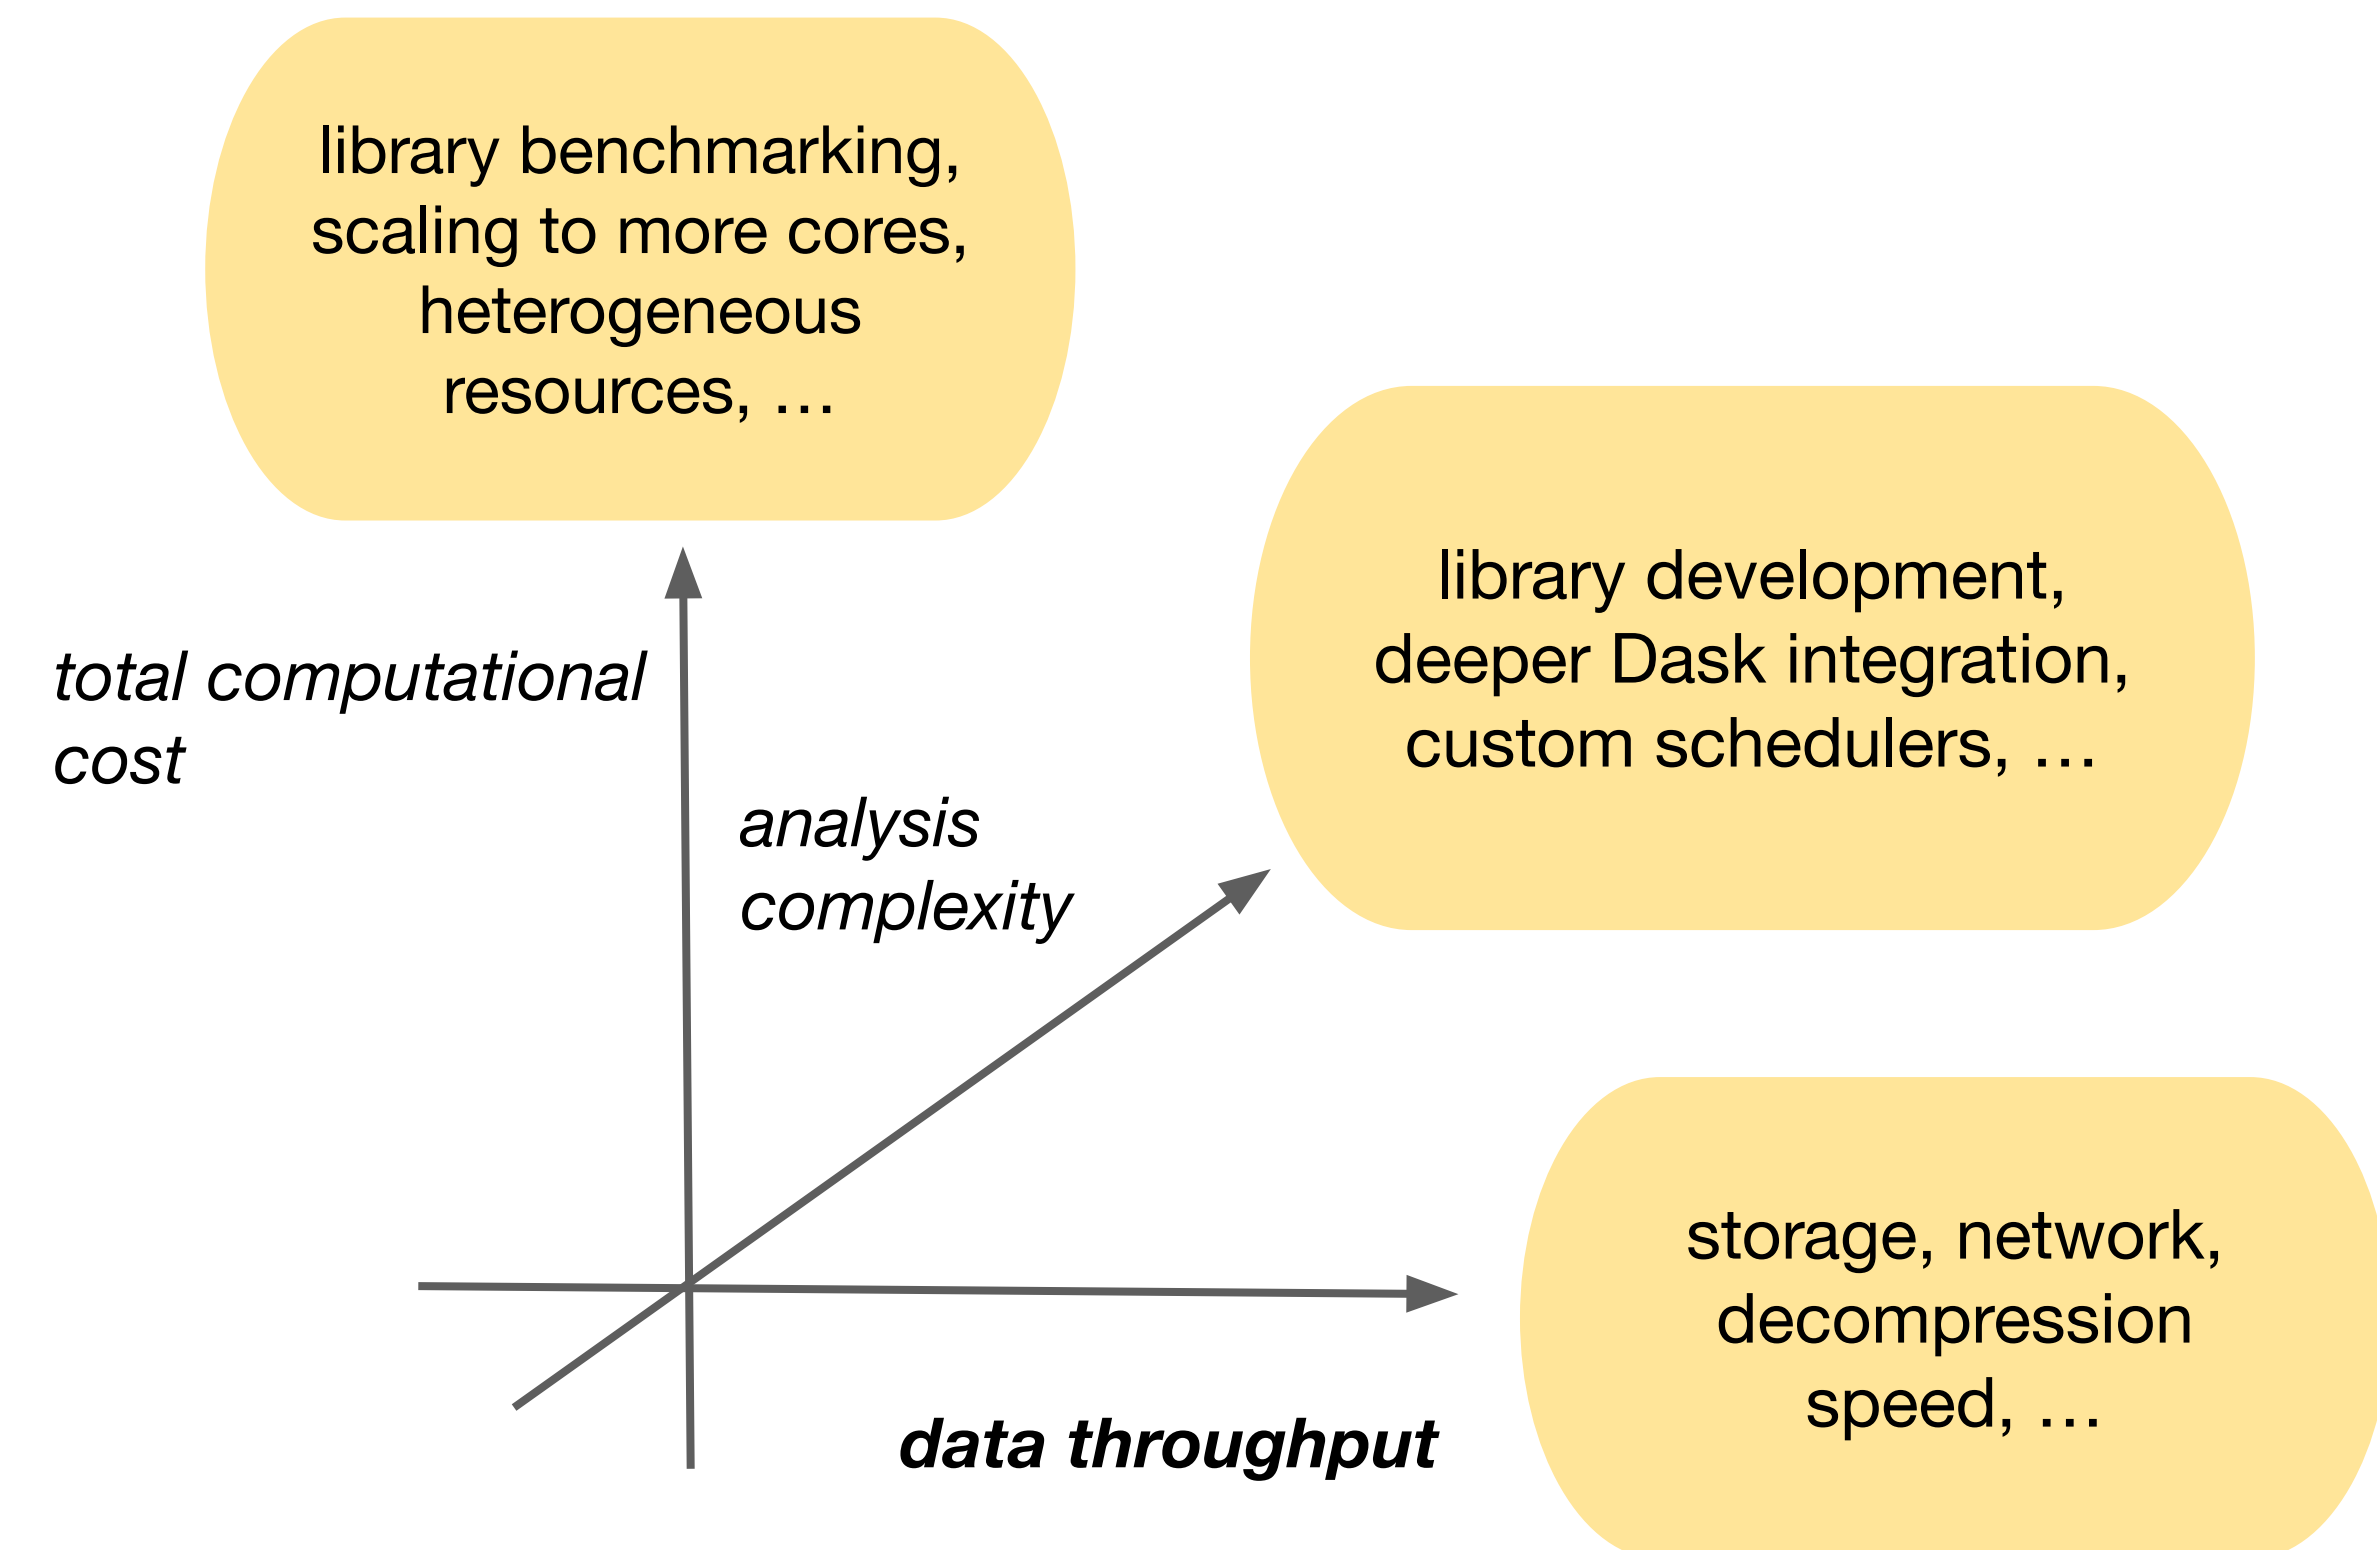 library benchmarking,
scaling to more cores,
heterogeneous
resources, …
library development,
deeper Dask integration,
custom schedulers, …
total computational
cost
analysis
complexity
storage, network,
decompression
speed, …
data throughput